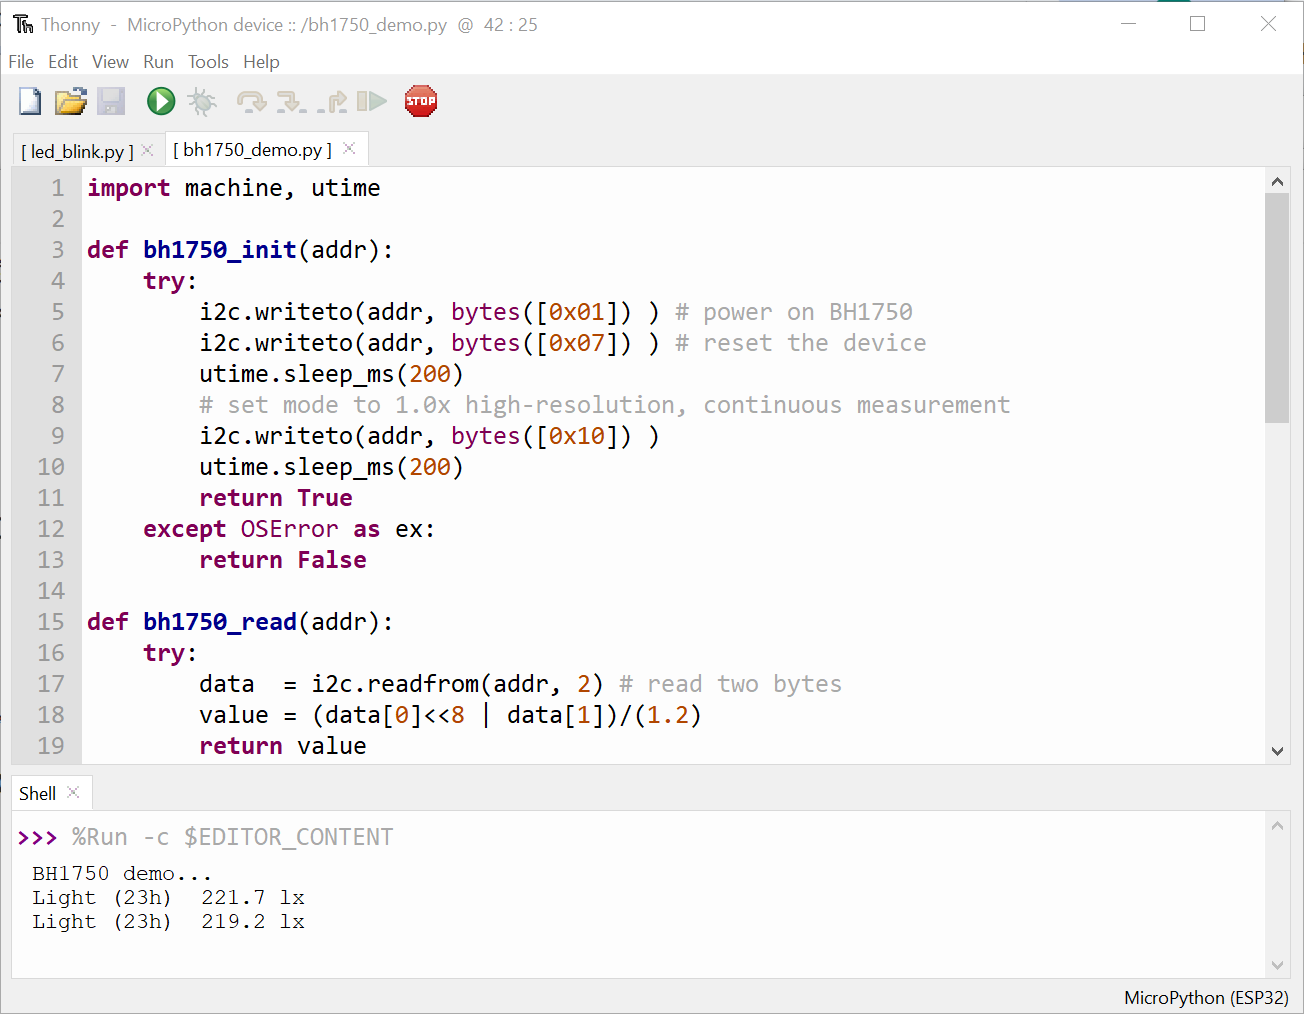 Thonny - MicroPython device :: /bh1750_demo.py @ 42 : 25
File Edit View Run Tools Help
STOP
[ led_blink.py ] [ bh1750_demo.py ]
1 import machine, utime
2
3 def bh1750_init(addr):
4     try:
5         i2c.writeto(addr, bytes([0x01]) ) # power on BH1750
6         i2c.writeto(addr, bytes([0x07]) ) # reset the device
7         utime.sleep_ms(200)
8         # set mode to 1.0x high-resolution, continuous measurement
9         i2c.writeto(addr, bytes([0x10]) )
10         utime.sleep_ms(200)
11         return True
12     except OSError as ex:
13         return False
14
15 def bh1750_read(addr):
16     try:
17         data  = i2c.readfrom(addr, 2) # read two bytes
18         value = (data[0]<<8 | data[1])/(1.2)
19         return value
Shell
>>> %Run -c $EDITOR_CONTENT
BH1750 demo...
Light (23h)  221.7 lx
Light (23h)  219.2 lx
MicroPython (ESP32)